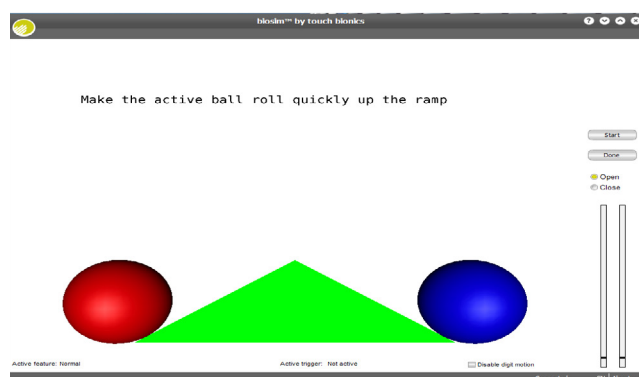 biosim™ by touch bionics
Make the active ball roll quickly up the ramp
Start
Done
Open
Close
Active feature: Normal
Active trigger: Not active
Disable digit motion